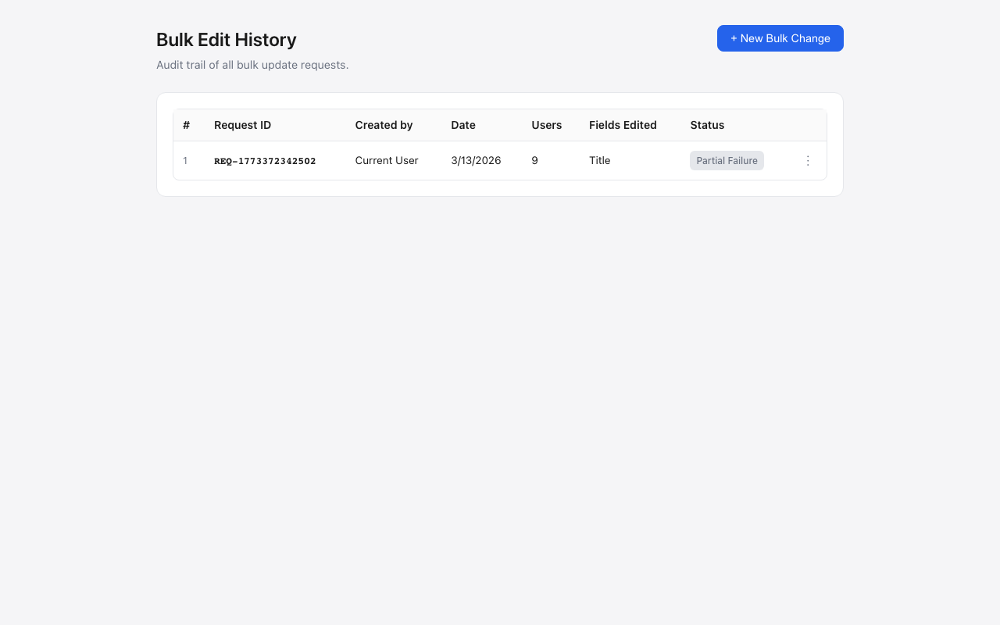 Bulk Edit History
+ New Bulk Change
Audit trail of all bulk update requests.
# Request ID Created by Date Users Fields Edited Status
1 REQ-1773372342502 Current User 3/13/2026 9 Title Partial Failure ⋮